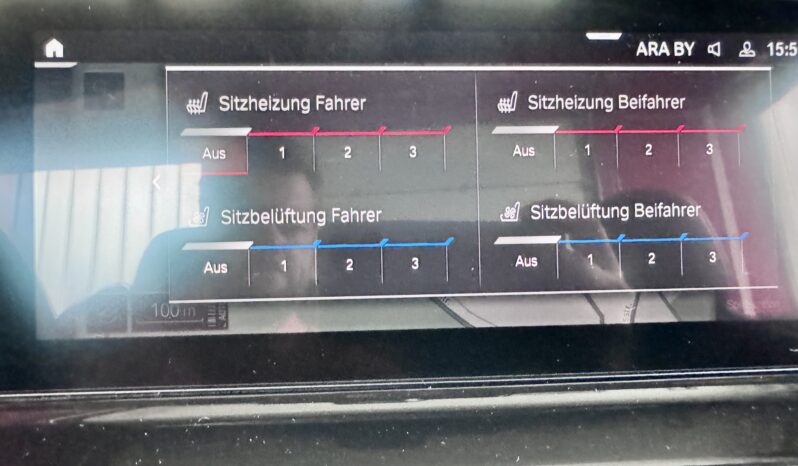 ARA BY 15:5
Sitzheizung Fahrer
Aus 1 2 3
Sitzheizung Beifahrer
Aus 1 2 3
Sitzbelüftung Fahrer
Aus 1 2 3
Sitzbelüftung Beifahrer
Aus 1 2 3
100 m